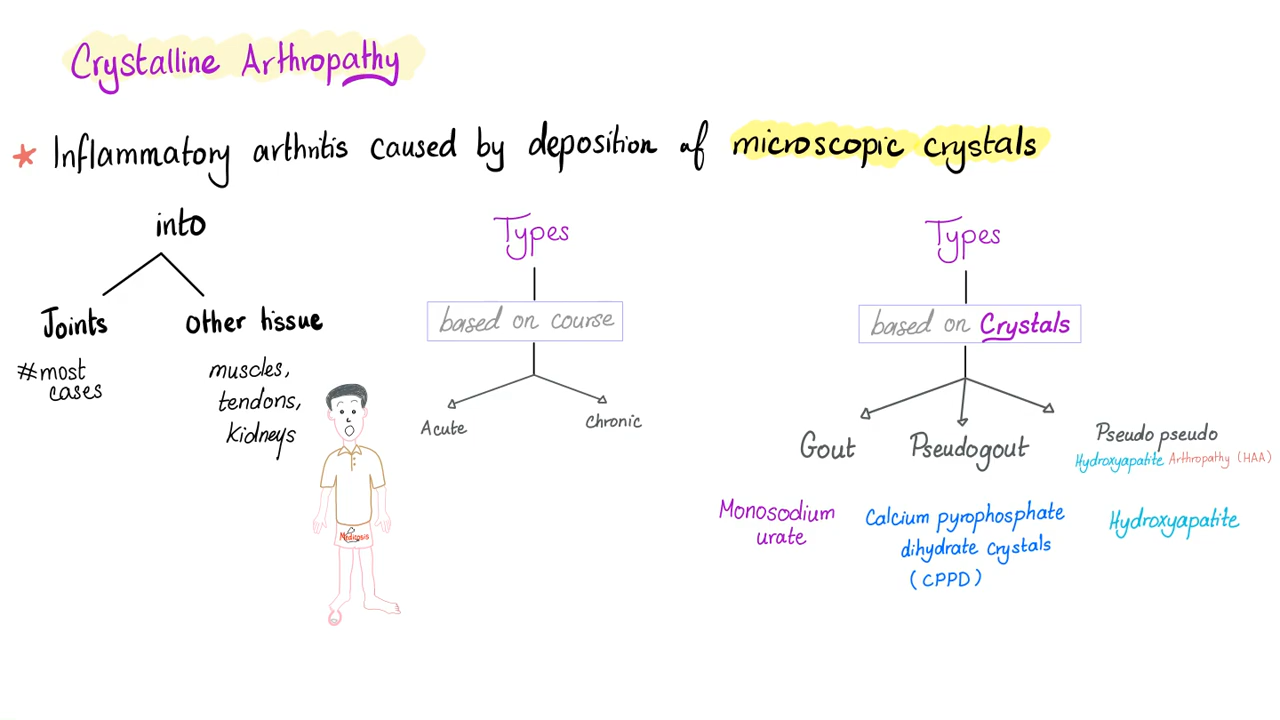 Crystalline Arthropathy
* Inflammatory arthritis caused by deposition of microscopic crystals
into
Joints
#most
cases
Other tissue
muscles,
tendons,
kidneys
Medicosis
Types
based on course
Acute
Chronic
Types
based on Crystals
Gout
Monosodium
urate
Pseudogout
Calcium pyrophosphate
dihydrate crystals
(CPPD)
Pseudo pseudo
Hydroxyapatite Arthropathy (HAA)
Hydroxyapatite